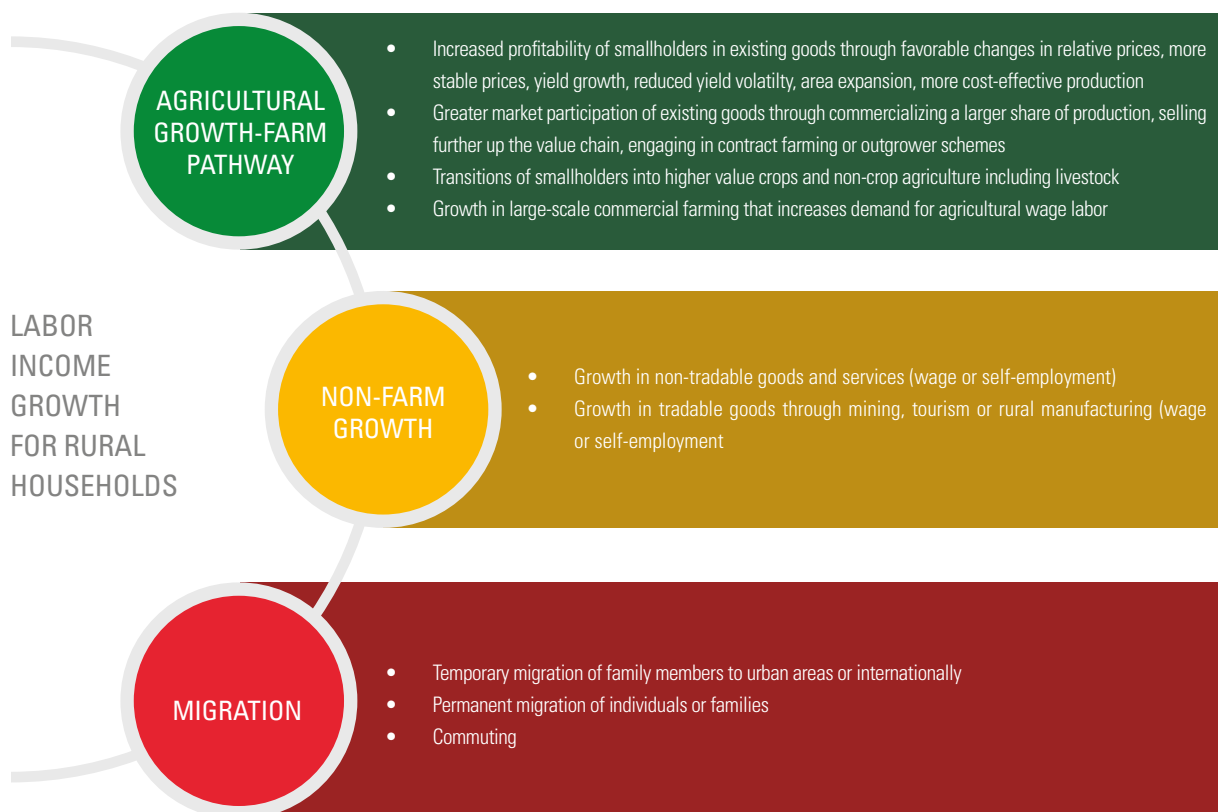 AGRICULTURAL
GROWTH-FARM
PATHWAY
• Increased profitability of smallholders in existing goods through favorable changes in relative prices, more
stable prices, yield growth, reduced yield volatilty, area expansion, more cost-effective production
• Greater market participation of existing goods through commercializing a larger share of production, selling
further up the value chain, engaging in contract farming or outgrower schemes
• Transitions of smallholders into higher value crops and non-crop agriculture including livestock
• Growth in large-scale commercial farming that increases demand for agricultural wage labor
LABOR
INCOME
GROWTH
FOR RURAL
HOUSEHOLDS
NON-FARM
GROWTH
• Growth in non-tradable goods and services (wage or self-employment)
• Growth in tradable goods through mining, tourism or rural manufacturing (wage
or self-employment
MIGRATION
• Temporary migration of family members to urban areas or internationally
• Permanent migration of individuals or families
• Commuting